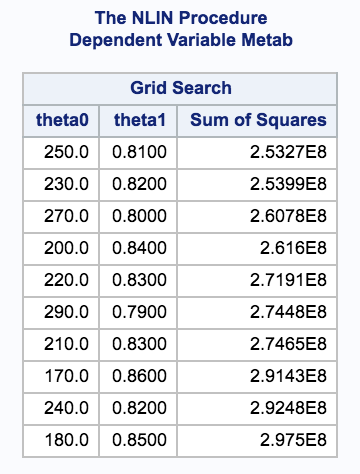 The NLIN Procedure
Dependent Variable Metab
Grid Search
theta0 theta1 Sum of Squares
250.0 0.8100 2.5327E8
230.0 0.8200 2.5399E8
270.0 0.8000 2.6078E8
200.0 0.8400 2.616E8
220.0 0.8300 2.7191E8
290.0 0.7900 2.7448E8
210.0 0.8300 2.7465E8
170.0 0.8600 2.9143E8
240.0 0.8200 2.9248E8
180.0 0.8500 2.975E8